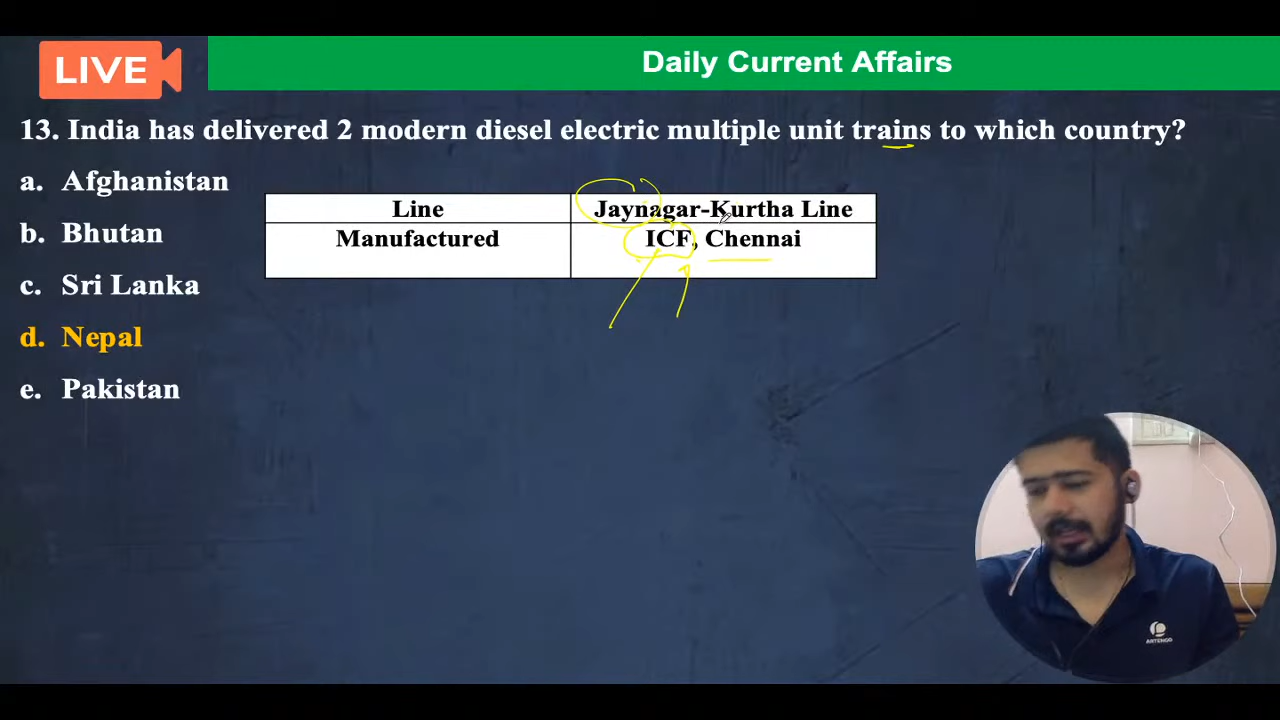 LIVE
Daily Current Affairs
13. India has delivered 2 modern diesel electric multiple unit trains to which country?
a. Afghanistan
Line Jaynagar-Kurtha Line
b. Bhutan
Manufactured ICF, Chennai
c. Sri Lanka
d. Nepal
e. Pakistan
ARTENGO